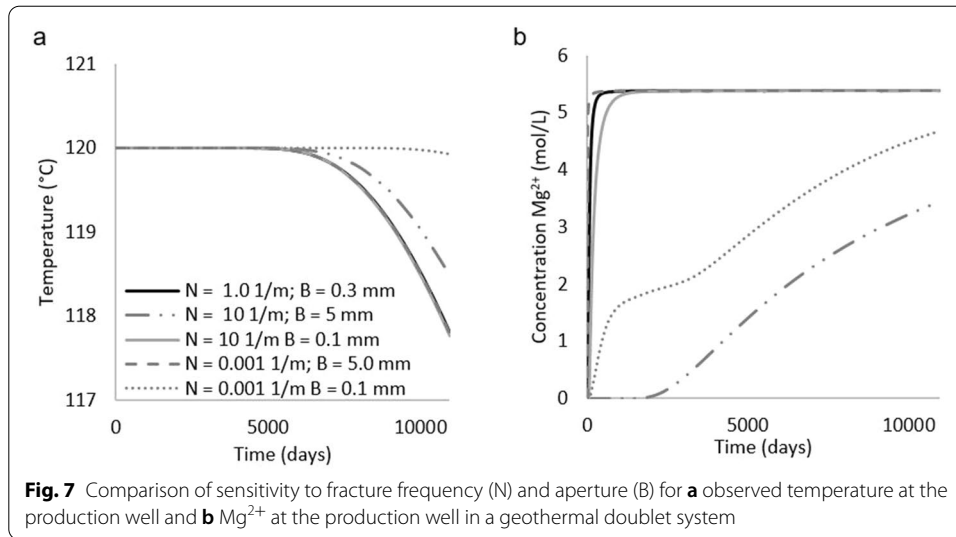 a
121
120
119
118
117
Temperature (°C)
N = 1.0 1/m; B = 0.3 mm
N = 10 1/m; B = 5 mm
N = 10 1/m B = 0.1 mm
N = 0.001 1/m; B = 5.0 mm
N = 0.001 1/m B = 0.1 mm
0 5000 10000
Time (days)
b
6
5
4
3
2
1
0
Concentration Mg²⁺ (mol/L)
0 5000 10000
Time (days)
Fig. 7 Comparison of sensitivity to fracture frequency (N) and aperture (B) for a observed temperature at the
production well and b Mg²⁺ at the production well in a geothermal doublet system